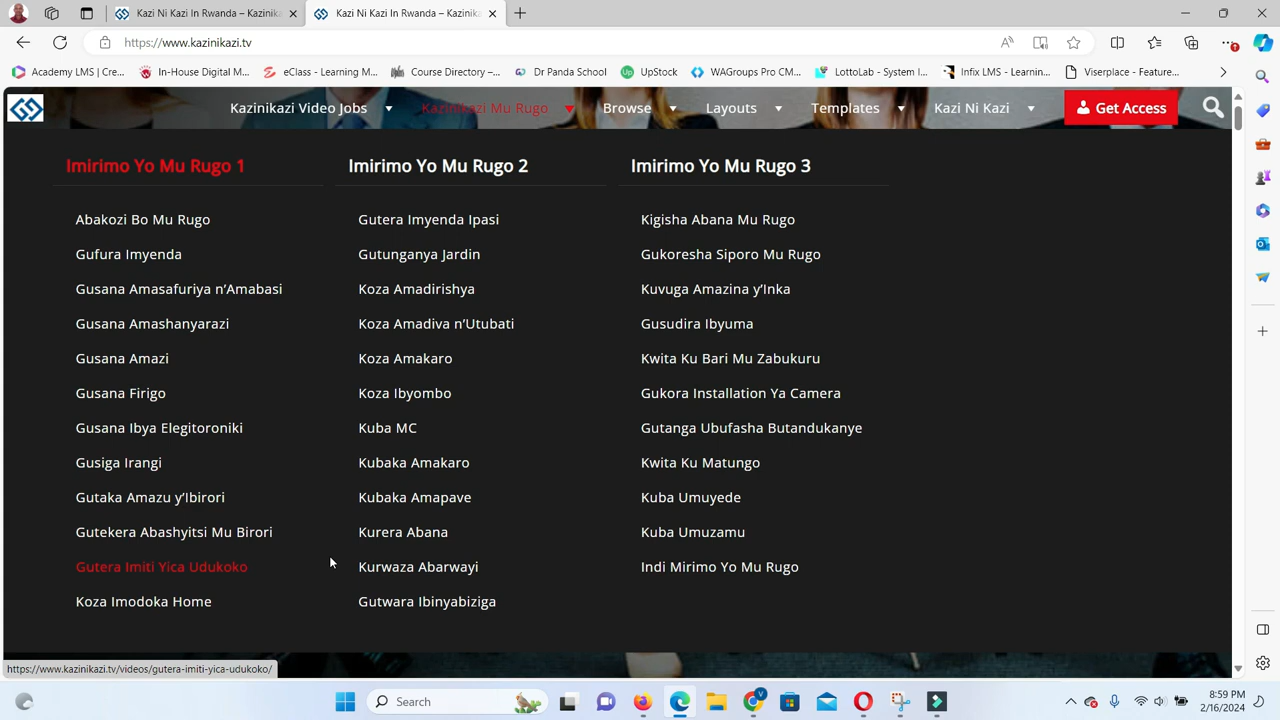 Kazi Ni Kazi In Rwanda – Kazinika
Kazi Ni Kazi In Rwanda – Kazinika
https://www.kazinikazi.tv
Academy LMS | Cre...
In-House Digital M...
eClass - Learning M...
Course Directory –...
Dr Panda School
UpStock
WAGroups Pro CM...
LottoLab - System I...
Infix LMS - Learnin...
Viserplace - Feature...
Kazinikazi Video Jobs
Kazinikazi Mu Rugo
Browse
Layouts
Templates
Kazi Ni Kazi
Get Access
Imirimo Yo Mu Rugo 1
Abakozi Bo Mu Rugo
Gufura Imyenda
Gusana Amasafuriya n’Amabasi
Gusana Amashanyarazi
Gusana Amazi
Gusana Firigo
Gusana Ibya Elegitoroniki
Gusiga Irangi
Gutaka Amazu y’Ibirori
Gutekera Abashyitsi Mu Birori
Gutera Imiti Yica Udukoko
Koza Imodoka Home
Imirimo Yo Mu Rugo 2
Gutera Imyenda Ipasi
Gutunganya Jardin
Koza Amadirishya
Koza Amadiva n’Utubati
Koza Amakaro
Koza Ibyombo
Kuba MC
Kubaka Amakaro
Kubaka Amapave
Kurera Abana
Kurwaza Abarwayi
Gutwara Ibinyabiziga
Imirimo Yo Mu Rugo 3
Kigisha Abana Mu Rugo
Gukoresha Siporo Mu Rugo
Kuvuga Amazina y’Inka
Gusudira Ibyuma
Kwita Ku Bari Mu Zabukuru
Gukora Installation Ya Camera
Gutanga Ubufasha Butandukanye
Kwita Ku Matungo
Kuba Umuyede
Kuba Umuzamu
Indi Mirimo Yo Mu Rugo
https://www.kazinikazi.tv/videos/gutera-imiti-yica-udukoko/
Search
8:59 PM
2/16/2024